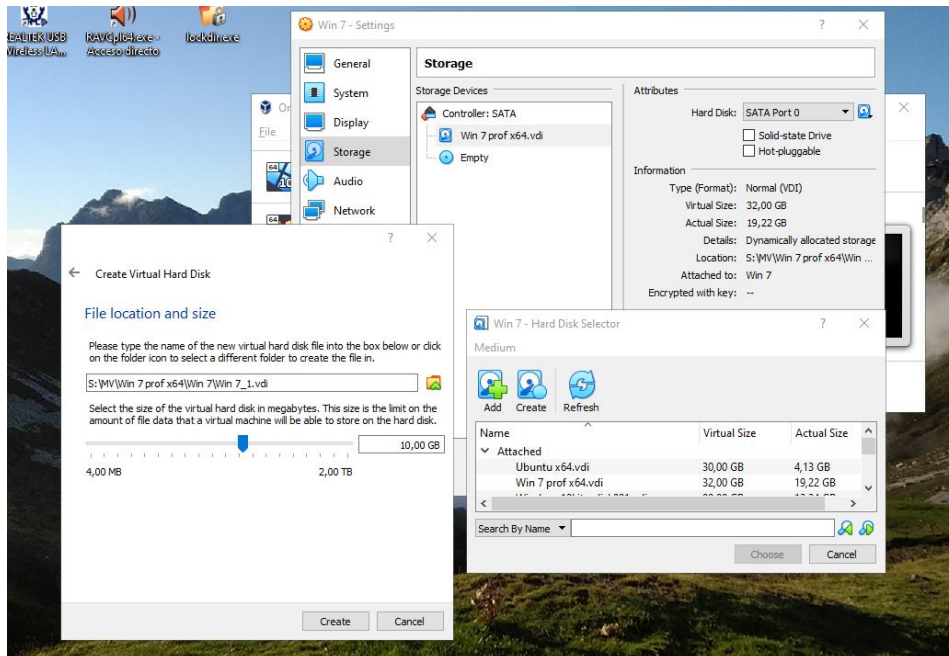 REALTEK USB
Wireless LA...
RAVCpl64.exe -
Acceso directo
lockdir.exe
Win 7 - Settings
?
General
System
Display
Storage
Audio
Network
Storage
Storage Devices
Controller: SATA
Win 7 prof x64.vdi
Empty
Attributes
Hard Disk: SATA Port 0
Solid-state Drive
Hot-pluggable
Information
Type (Format): Normal (VDI)
Virtual Size: 32,00 GB
Actual Size: 19,22 GB
Details: Dynamically allocated storage
Location: S:\MV\Win 7 prof x64\Win ...
Attached to: Win 7
Encrypted with key: --
Or
File
64
10
64
?
Create Virtual Hard Disk
File location and size
Please type the name of the new virtual hard disk file into the box below or click
on the folder icon to select a different folder to create the file in.
S:\MV\Win 7 prof x64\Win 7\Win 7_1.vdi
Select the size of the virtual hard disk in megabytes. This size is the limit on the
amount of file data that a virtual machine will be able to store on the hard disk.
10,00 GB
4,00 MB 2,00 TB
Create Cancel
Win 7 - Hard Disk Selector
?
Medium
Add Create Refresh
Name Virtual Size Actual Size
Attached
Ubuntu x64.vdi 30,00 GB 4,13 GB
Win 7 prof x64.vdi 32,00 GB 19,22 GB
Search By Name
Choose Cancel